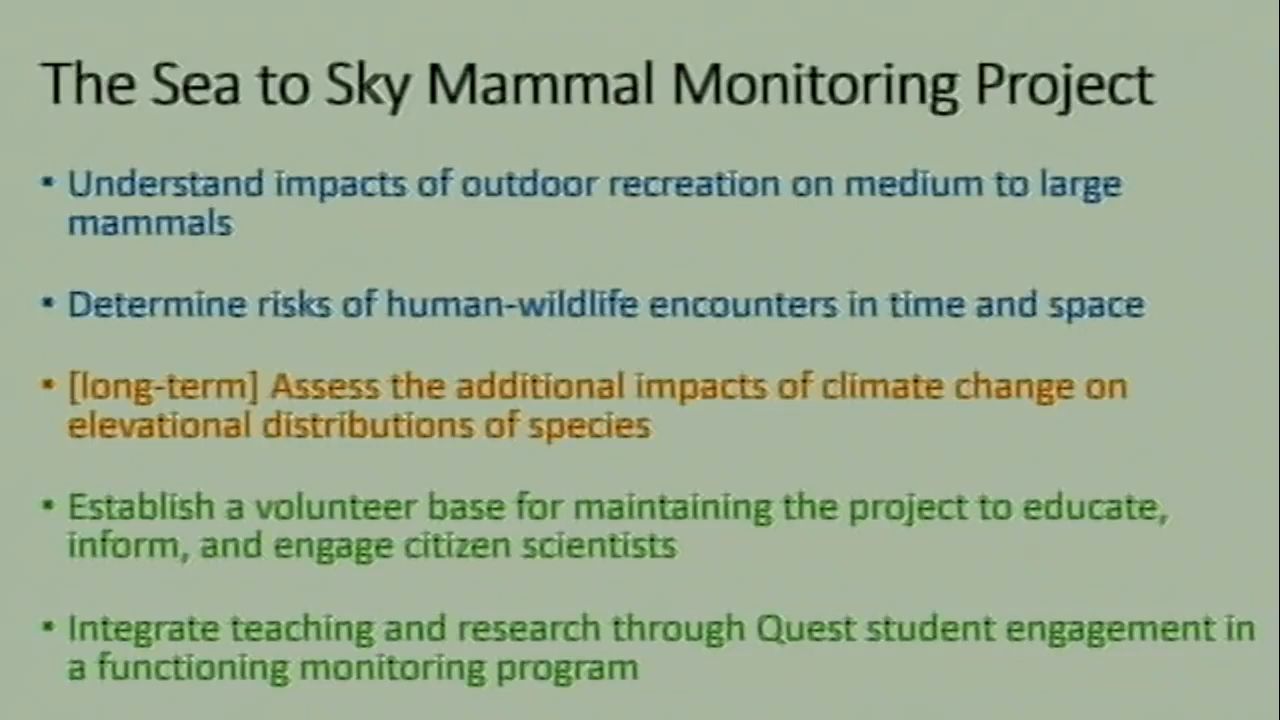 The Sea to Sky Mammal Monitoring Project
▪ Understand impacts of outdoor recreation on medium to large
mammals
▪ Determine risks of human-wildlife encounters in time and space
▪ [long-term] Assess the additional impacts of climate change on
elevational distributions of species
▪ Establish a volunteer base for maintaining the project to educate,
inform, and engage citizen scientists
▪ Integrate teaching and research through Quest student engagement in
a functioning monitoring program